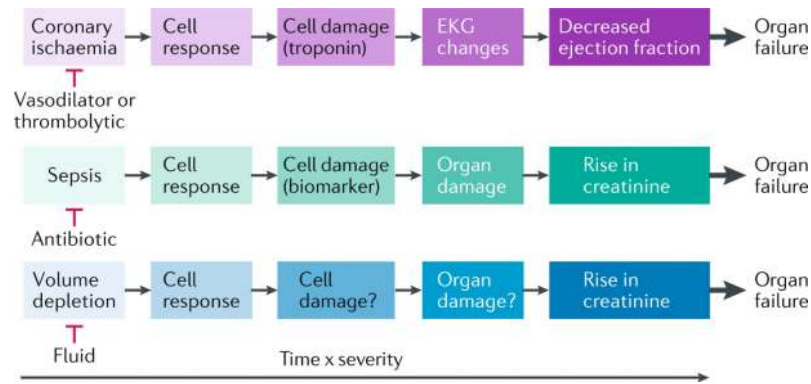 Coronary
ischaemia
Cell
response
Cell damage
(troponin)
EKG
changes
Decreased
ejection fraction
Organ
failure
Vasodilator or
thrombolytic
Sepsis
Cell
response
Cell damage
(biomarker)
Organ
damage
Rise in
creatinine
Organ
failure
Antibiotic
Volume
depletion
Cell
response
Cell
damage?
Organ
damage?
Rise in
creatinine
Organ
failure
Fluid
Time x severity